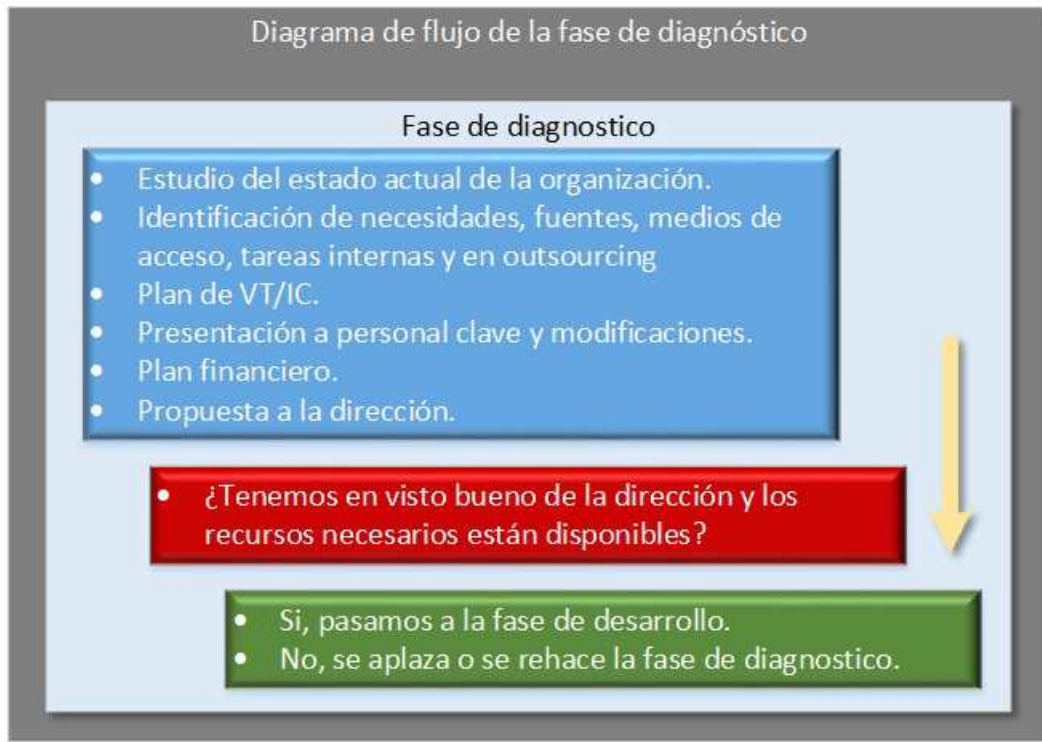 Diagrama de flujo de la fase de diagnóstico
Fase de diagnostico
• Estudio del estado actual de la organización.
• Identificación de necesidades, fuentes, medios de
acceso, tareas internas y en outsourcing
• Plan de VT/IC.
• Presentación a personal clave y modificaciones.
• Plan financiero.
• Propuesta a la dirección.
• ¿Tenemos en visto bueno de la dirección y los
recursos necesarios están disponibles?
• Si, pasamos a la fase de desarrollo.
• No, se aplaza o se rehace la fase de diagnostico.